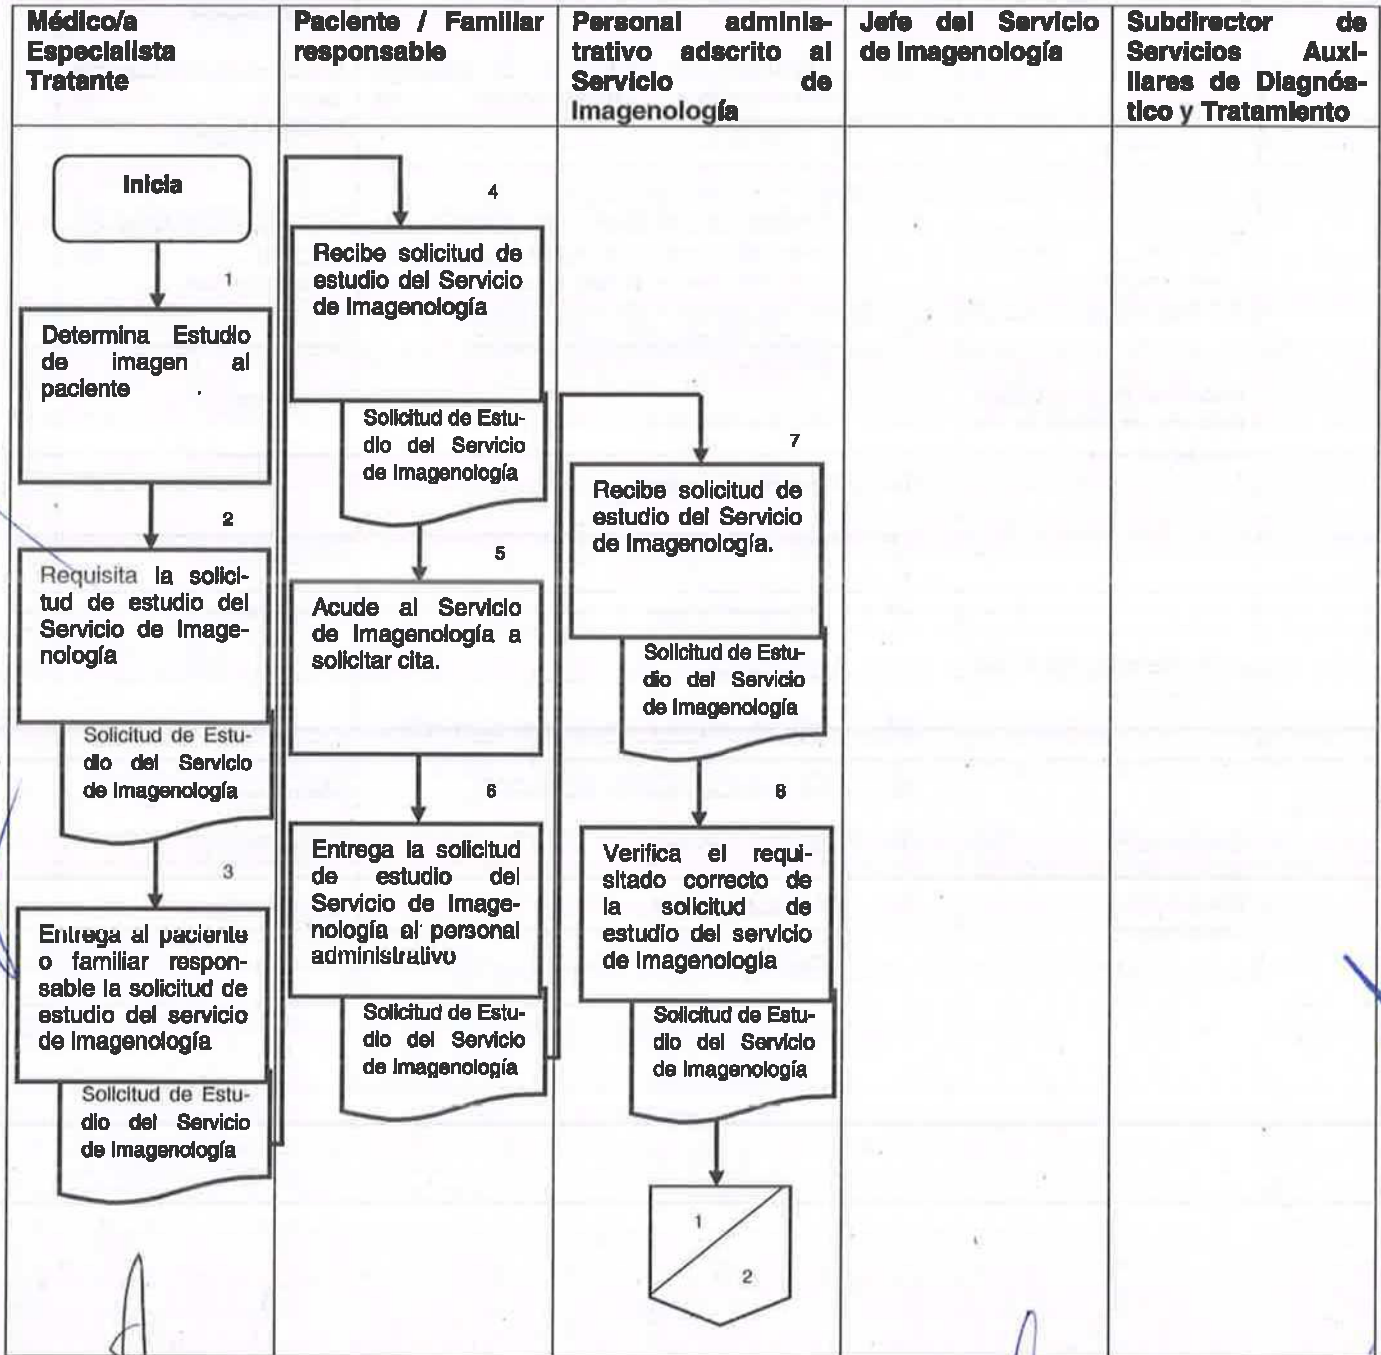 Médico/a
Especialista
Tratante
Paciente / Familiar
responsable
Personal adminis-
trativo adscrito al
Servicio de
Imagenología
Jefe del Servicio
de Imagenología
Subdirector de
Servicios Auxi-
liares de Diagnós-
tico y Tratamiento
Inicia
1
Determina Estudio
de imagen al
paciente
2
Requisita la solici-
tud de estudio del
Servicio de Image-
nología
Solicitud de Estu-
dio del Servicio
de Imagenología
3
Entrega al paciente
o familiar respon-
sable la solicitud de
estudio del servicio
de Imagenología
Solicitud de Estu-
dio del Servicio
de Imagenología
4
Recibe solicitud de
estudio del Servicio
de Imagenología
Solicitud de Estu-
dio del Servicio
de Imagenología
5
Acude al Servicio
de Imagenología a
solicitar cita.
6
Entrega la solicitud
de estudio del
Servicio de Image-
nología al personal
administrativo
Solicitud de Estu-
dio del Servicio
de Imagenología
7
Recibe solicitud de
estudio del Servicio
de Imagenología.
Solicitud de Estu-
dio del Servicio
de Imagenología
8
Verifica el requi-
sitado correcto de
la solicitud de
estudio del servicio
de Imagenología
Solicitud de Estu-
dio del Servicio
de Imagenología
1
2